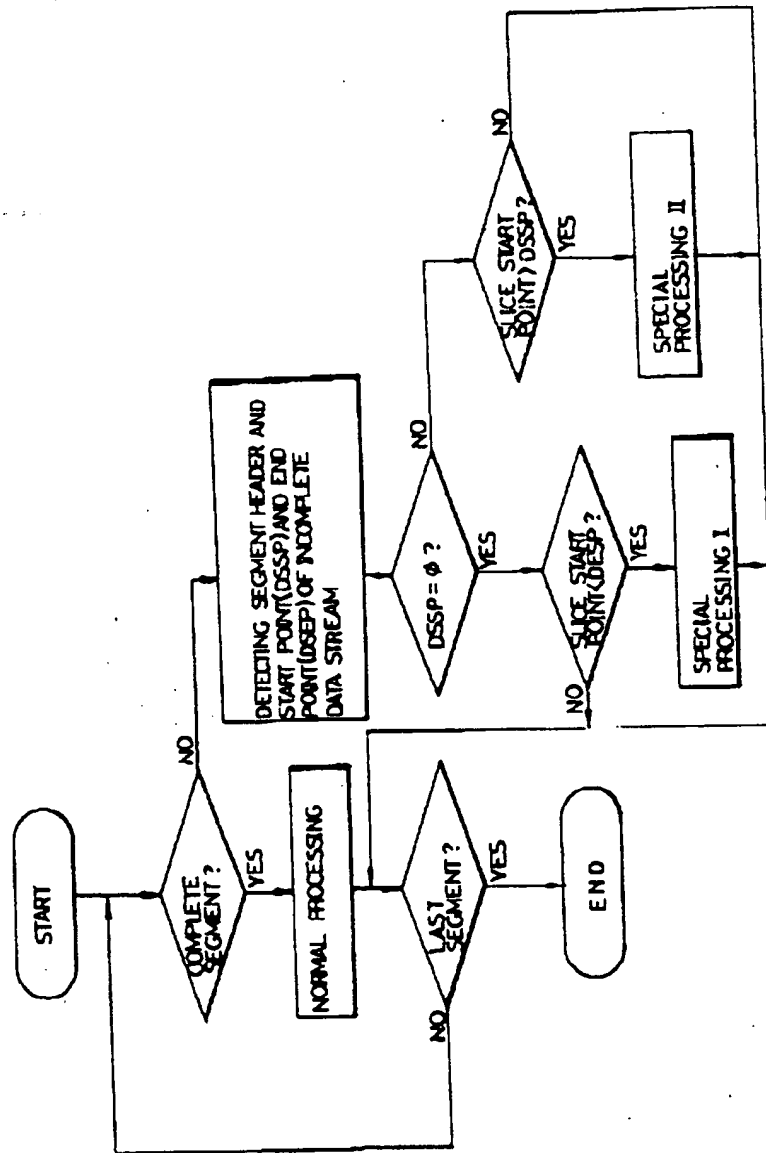 START
COMPLETE
SEGMENT?
NO
YES
NORMAL PROCESSING
LAST
SEGMENT?
NO
YES
END
DETECTING SEGMENT HEADER AND
START POINT(DSSP) AND END
POINT(DSEP) OF INCOMPLETE
DATA STREAM
DSSP = ϕ ?
NO
YES
SLICE START
POINT<DESP?
NO
YES
SPECIAL
PROCESSING I
SLICE START
POINT) DSSP?
NO
YES
SPECIAL
PROCESSING II